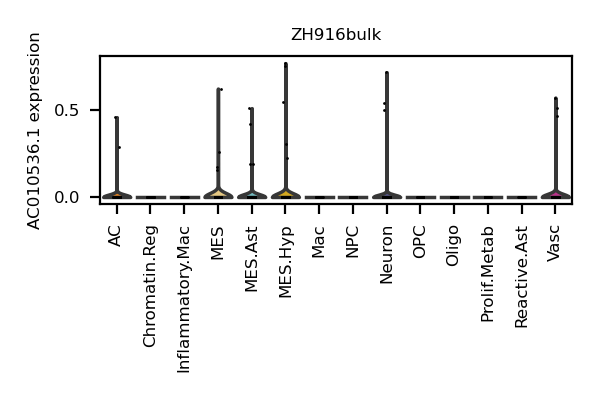 ZH916bulk
AC010536.1 expression
0.5
0.0
AC
Chromatin.Reg
Inflammatory.Mac
MES
MES.Ast
MES.Hyp
Mac
NPC
Neuron
OPC
Oligo
Prolif.Metab
Reactive.Ast
Vasc